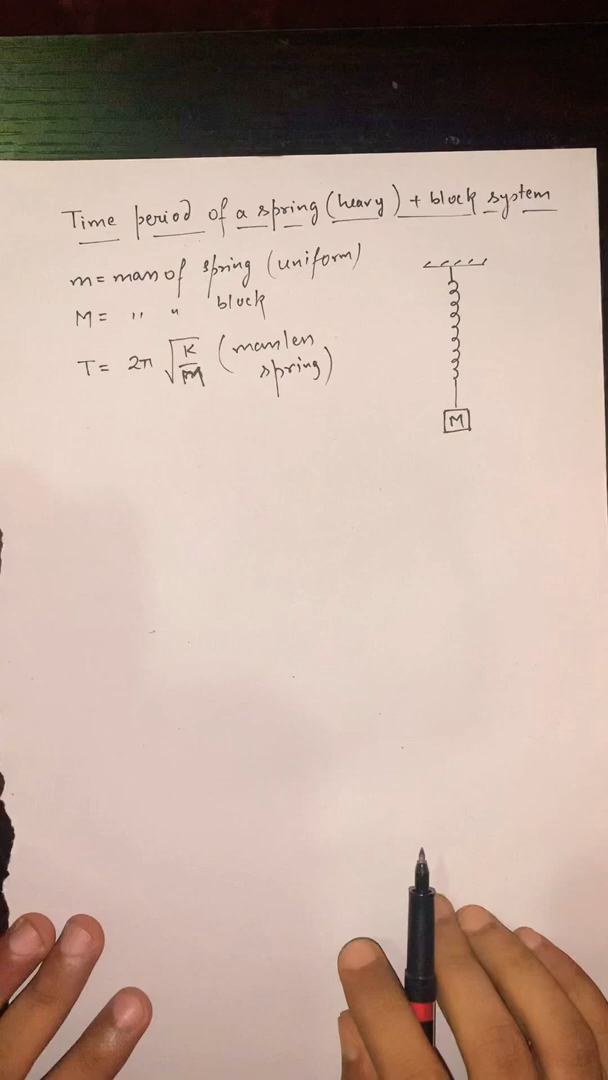 Time period of a spring (heavy) + block system
m = mass of spring (uniform)
M = " " block
T = 2π √(K/m) (massless
spring)
M